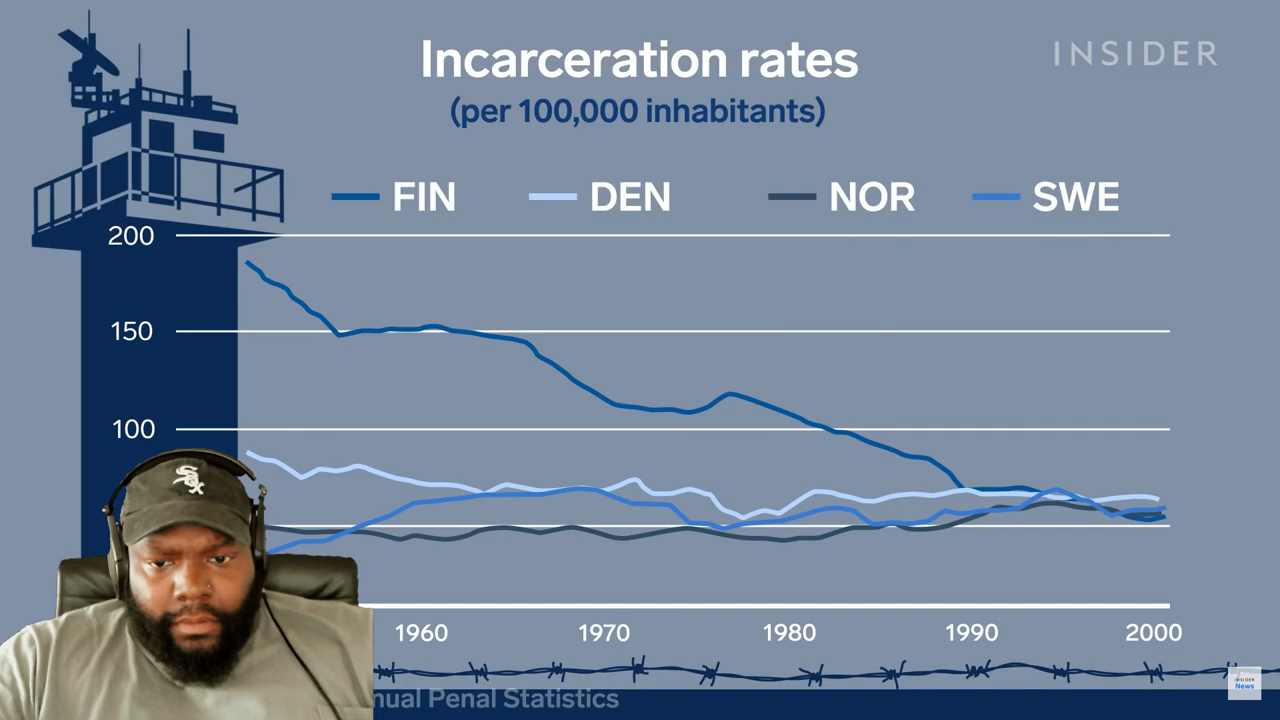 Incarceration rates
INSIDER
(per 100,000 inhabitants)
FIN DEN NOR SWE
200
150
100
1960 1970 1980 1990 2000
INSIDER
News
Penal Statistics
Sox